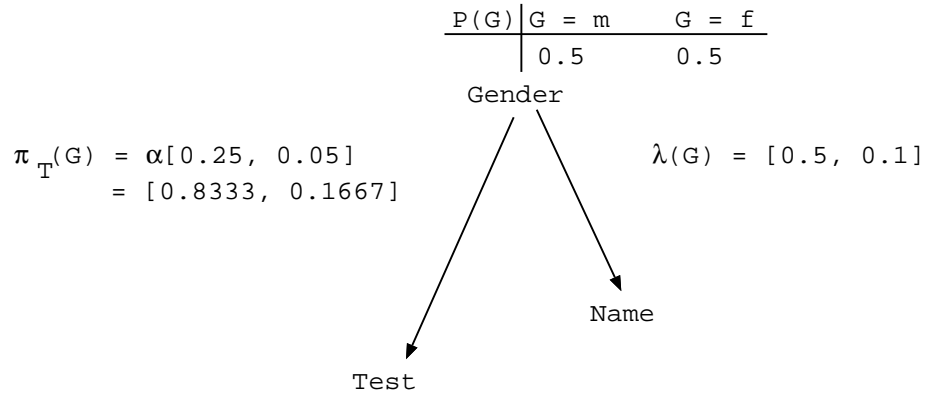 P(G) G = m G = f
0.5 0.5
Gender
π_T(G) = α[0.25, 0.05]
= [0.8333, 0.1667]
λ(G) = [0.5, 0.1]
Name
Test